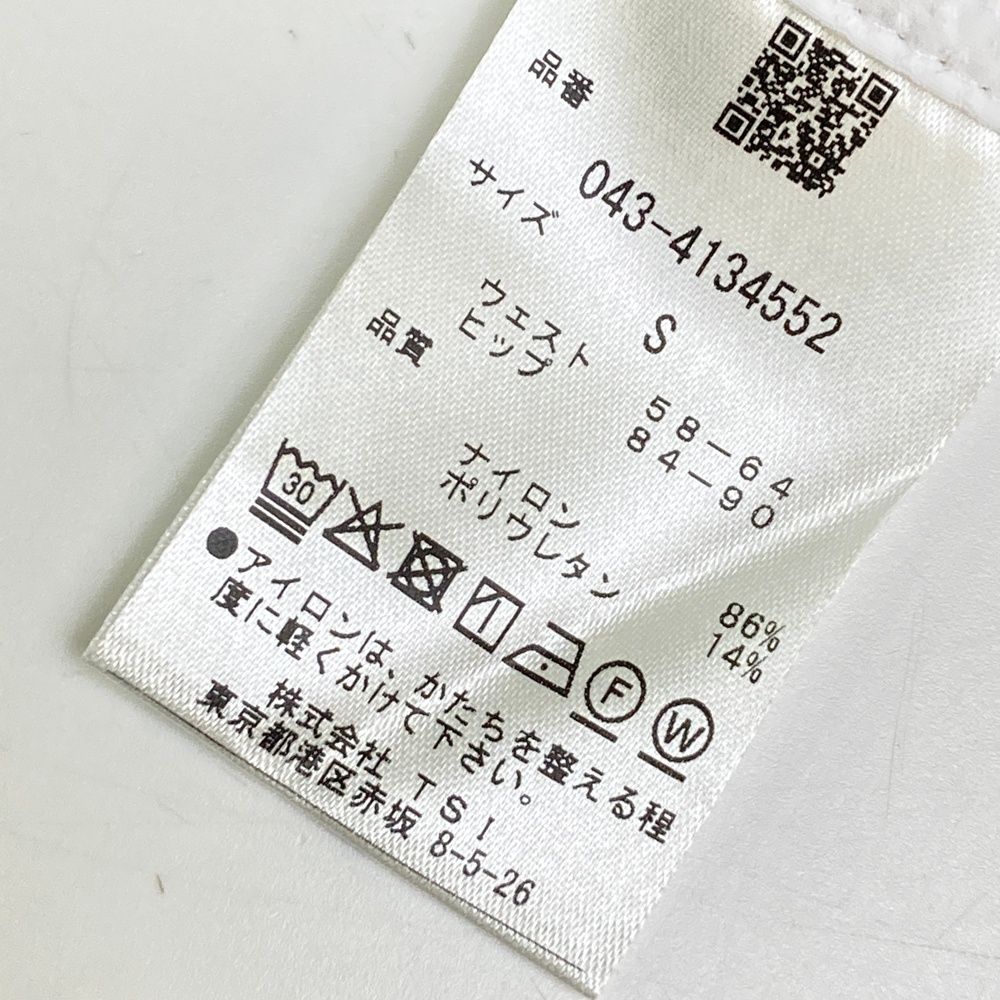 品番
043-4134552
サイズ
S
ウェスト 58-64
ヒップ 84-90
品質
ナイロン 86%
ポリウレタン 14%
30
F
W
●アイロンは、かたちを整える程
度に軽くかけて下さい。
株式会社 TSI
東京都港区赤坂 8-5-26